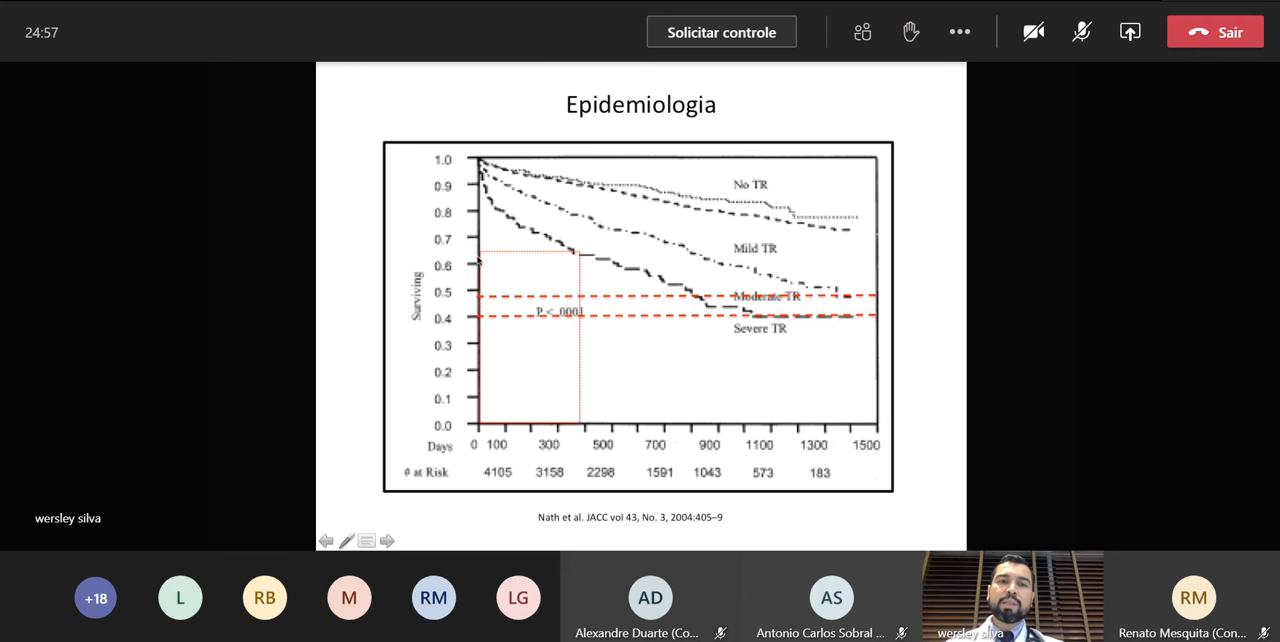 24:57
Solicitar controle
Sair
Epidemiologia
1.0
0.9
0.8
0.7
0.6
0.5
0.4
0.3
0.2
0.1
0.0
Surviving
No TR
Mild TR
Moderate TR
Severe TR
P < .0001
Days 0 100 300 500 700 900 1100 1300 1500
# at Risk 4105 3158 2298 1591 1043 573 183
Nath et al. JACC vol 43, No. 3, 2004:405–9
wersley silva
+18
L
RB
M
RM
LG
AD
AS
RM
Alexandre Duarte (Co...
Antonio Carlos Sobral ...
wersley silva
Renato Mesquita (Con...